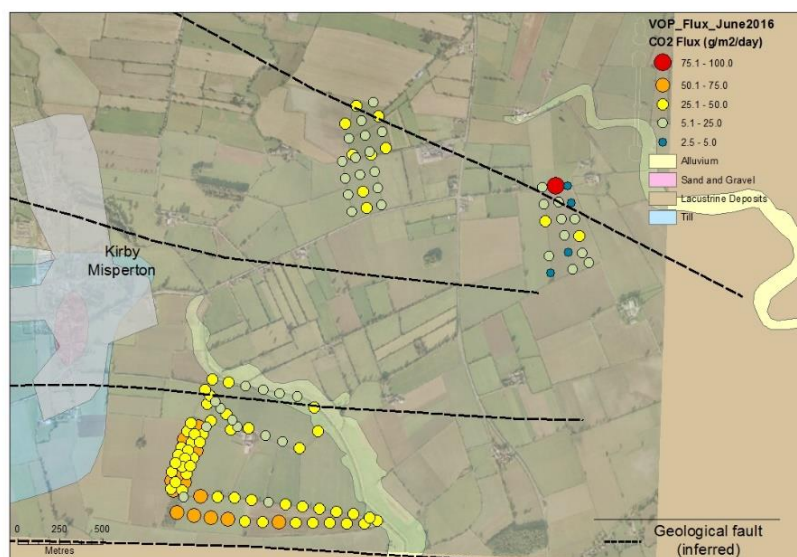 VOP_Flux_June2016
CO2 Flux (g/m2/day)
75.1 - 100.0
50.1 - 75.0
25.1 - 50.0
5.1 - 25.0
2.5 - 5.0
Alluvium
Sand and Gravel
Lacustrine Deposits
Till
Kirby
Misperton
0 250 500
Metres
Geological fault
(inferred)